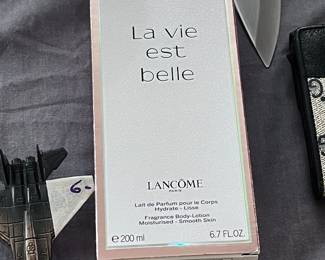 La vie
est
belle
LANCÔME
PARIS
Lait de Parfum pour le Corps
Hydrate - Lisse
Fragrance Body-Lotion
Moisturised - Smooth Skin
e 200 ml 6.7 FL.OZ.
6.-
G